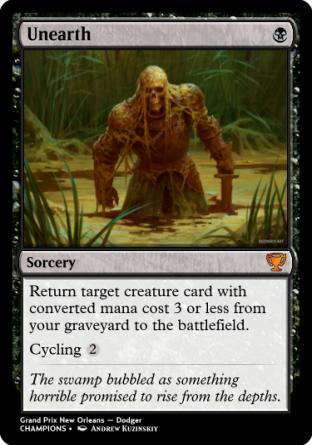 Unearth
Sorcery
Return target creature card with
converted mana cost 3 or less from
your graveyard to the battlefield.
Cycling 2
The swamp bubbled as something
horrible promised to rise from the depths.
Grand Prix New Orleans — Dodger
CHAMPIONS • Andrew Kuzinskiy